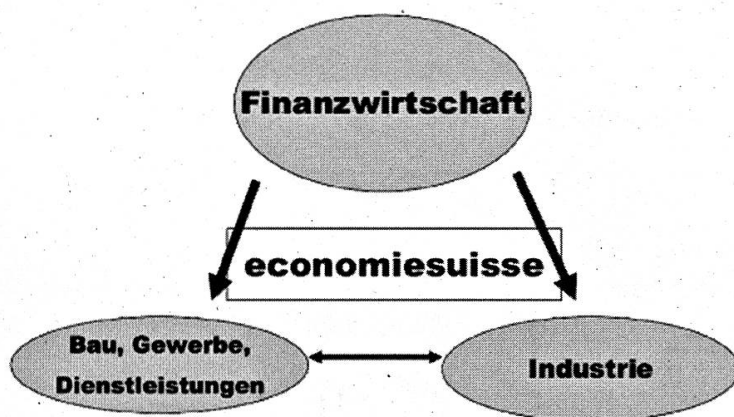 Finanzwirtschaft
economiesuisse
Bau, Gewerbe,
Dienstleistungen
Industrie